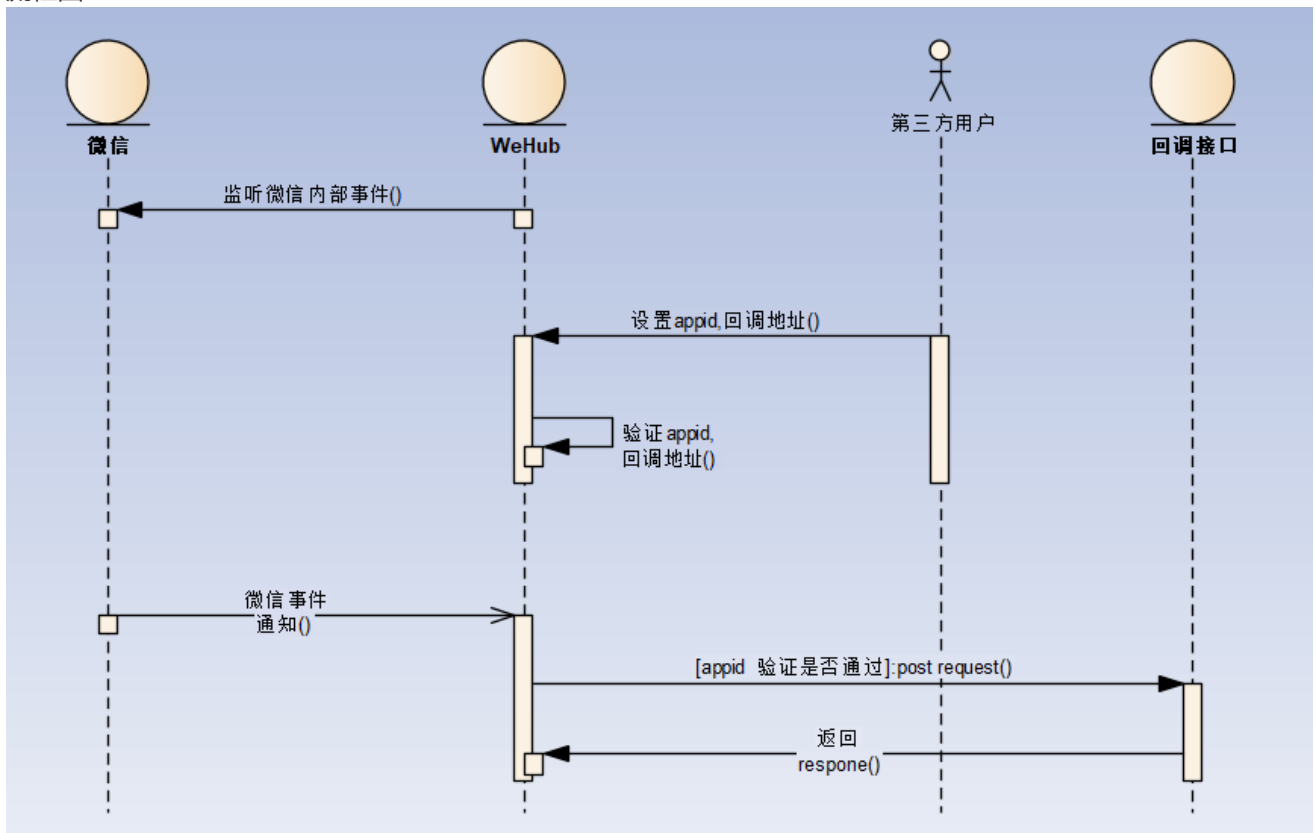 微信
WeHub
第三方用户
回调接口
监听微信内部事件()
设置appid,回调地址()
验证appid,
回调地址()
微信事件
通知()
[appid 验证是否通过]:post request()
返回
respone()